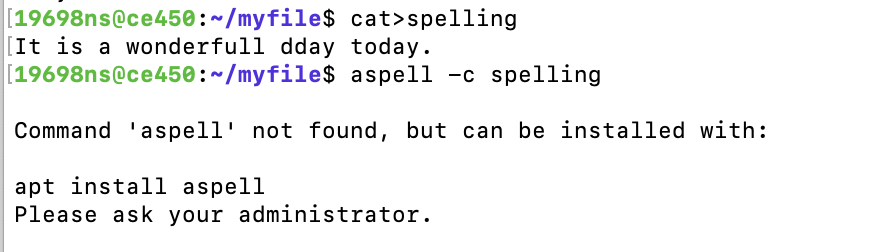 [19698ns@ce450:~/myfile$ cat>spelling
[It is a wonderfull dday today.
[19698ns@ce450:~/myfile$ aspell -c spelling
Command 'aspell' not found, but can be installed with:
apt install aspell
Please ask your administrator.